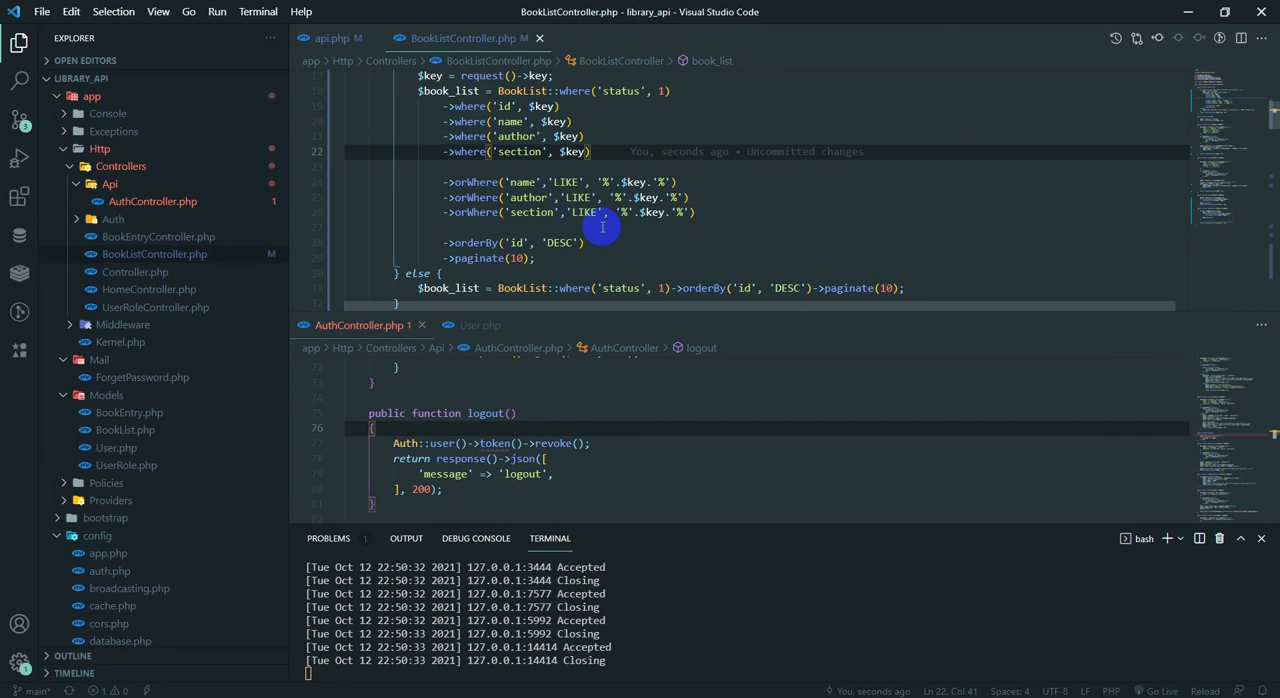 File Edit Selection View Go Run Terminal Help
BookListController.php - library_api - Visual Studio Code
EXPLORER
OPEN EDITORS
LIBRARY_API
app
Console
Exceptions
Http
Controllers
Api
AuthController.php 1
Auth
BookEntryController.php
BookListController.php M
Controller.php
HomeController.php
UserRoleController.php
Middleware
Kernel.php
Mail
ForgetPassword.php
Models
BookEntry.php
BookList.php
User.php
UserRole.php
Policies
Providers
bootstrap
config
app.php
auth.php
broadcasting.php
cache.php
cors.php
database.php
OUTLINE
TIMELINE
3
1
api.php M
BookListController.php M
app > Http > Controllers > BookListController.php > BookListController > book_list
17 $key = request()->key;
18 $book_list = BookList::where('status', 1)
19 ->where('id', $key)
20 ->where('name', $key)
21 ->where('author', $key)
22 ->where('section', $key) You, seconds ago • Uncommitted changes
23
24 ->orWhere('name','LIKE', '%'.$key.'%')
25 ->orWhere('author','LIKE', '%'.$key.'%')
26 ->orWhere('section','LIKE', '%'.$key.'%')
27
28 ->orderBy('id', 'DESC')
29 ->paginate(10);
30 } else {
31 $book_list = BookList::where('status', 1)->orderBy('id', 'DESC')->paginate(10);
32 }
AuthController.php 1
User.php
app > Http > Controllers > Api > AuthController.php > AuthController > logout
72 }
73 }
74
75 public function logout()
76 {
77 Auth::user()->token()->revoke();
78 return response()->json([
79 'message' => 'logout',
80 ], 200);
81 }
82
PROBLEMS 1 OUTPUT DEBUG CONSOLE TERMINAL
bash
[Tue Oct 12 22:50:32 2021] 127.0.0.1:3444 Accepted
[Tue Oct 12 22:50:32 2021] 127.0.0.1:3444 Closing
[Tue Oct 12 22:50:32 2021] 127.0.0.1:7577 Accepted
[Tue Oct 12 22:50:32 2021] 127.0.0.1:7577 Closing
[Tue Oct 12 22:50:32 2021] 127.0.0.1:5992 Accepted
[Tue Oct 12 22:50:33 2021] 127.0.0.1:5992 Closing
[Tue Oct 12 22:50:33 2021] 127.0.0.1:14414 Accepted
[Tue Oct 12 22:50:33 2021] 127.0.0.1:14414 Closing
main* 1 0
You, seconds ago Ln 22, Col 41 Spaces: 4 UTF-8 LF PHP Go Live Reload